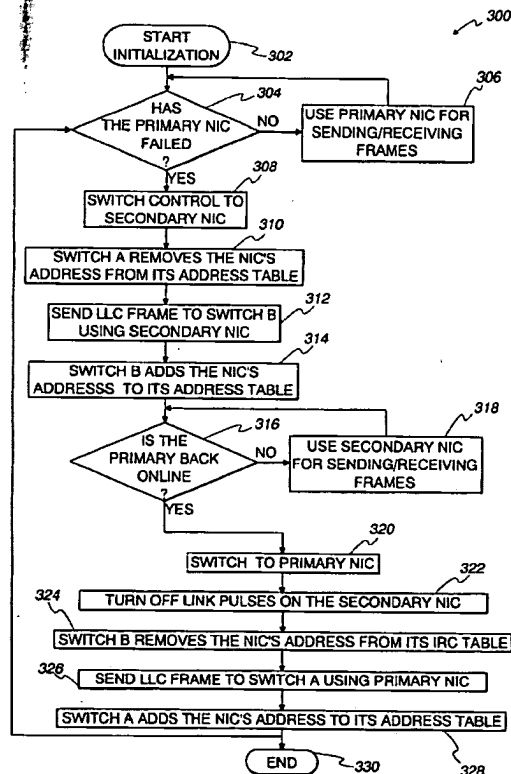 300
START
INITIALIZATION
302
304
306
HAS
THE PRIMARY NIC
FAILED
?
NO
USE PRIMARY NIC FOR
SENDING/RECEIVING
FRAMES
YES
308
SWITCH CONTROL TO
SECONDARY NIC
310
SWITCH A REMOVES THE NIC'S
ADDRESS FROM ITS ADDRESS TABLE
312
SEND LLC FRAME TO SWITCH B
USING SECONDARY NIC
314
SWITCH B ADDS THE NIC'S
ADDRESSS TO ITS ADDRESS TABLE
316
318
IS THE
PRIMARY BACK
ONLINE
?
NO
USE SECONDARY NIC
FOR SENDING/RECEIVING
FRAMES
YES
320
SWITCH TO PRIMARY NIC
322
TURN OFF LINK PULSES ON THE SECONDARY NIC
324
SWITCH B REMOVES THE NIC'S ADDRESS FROM ITS IRC TABLE
326
SEND LLC FRAME TO SWITCH A USING PRIMARY NIC
SWITCH A ADDS THE NIC'S ADDRESS TO ITS ADDRESS TABLE
328
END
330